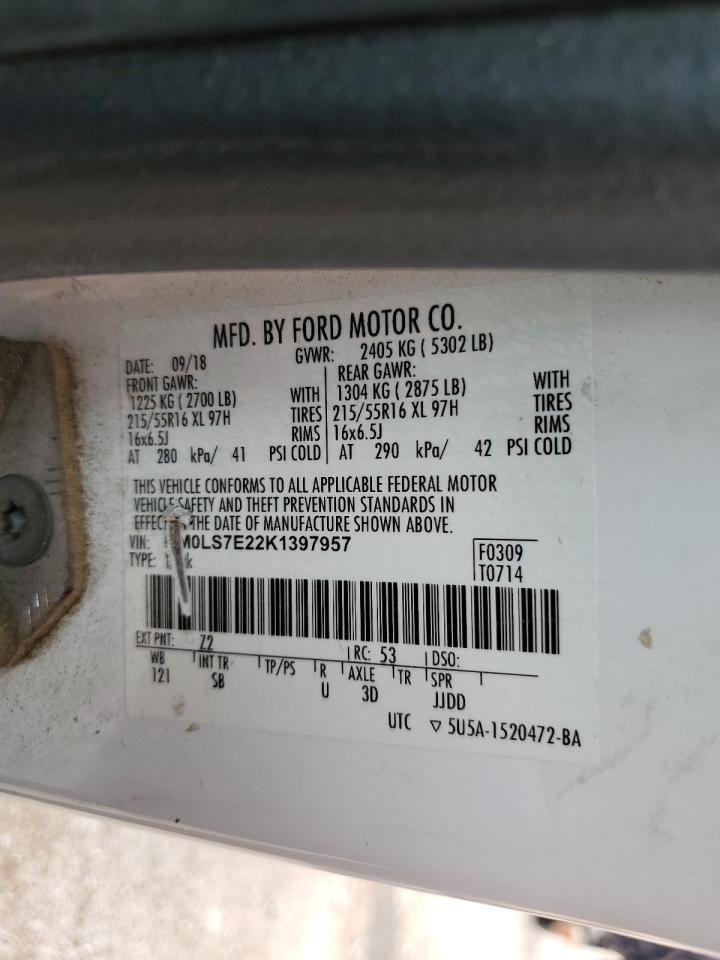 MFD. BY FORD MOTOR CO.
DATE: 09/18 GVWR: 2405 KG ( 5302 LB)
FRONT GAWR: REAR GAWR:
1225 KG ( 2700 LB) WITH 1304 KG ( 2875 LB) WITH
215/55R16 XL 97H TIRES 215/55R16 XL 97H TIRES
16x6.5J RIMS 16x6.5J RIMS
AT 280 kPa/ 41 PSI COLD AT 290 kPa/ 42 PSI COLD
THIS VEHICLE CONFORMS TO ALL APPLICABLE FEDERAL MOTOR
VEHICLE SAFETY AND THEFT PREVENTION STANDARDS IN
EFFECT THE DATE OF MANUFACTURE SHOWN ABOVE.
VIN: M0LS7E22K1397957 F0309
TYPE: T0714
EXT PNT: Z2 RC: 53 DSO:
WB INT TR TP/PS R AXLE TR SPR
121 SB U 3D JJDD
UTC ▽ 5U5A-1520472-BA